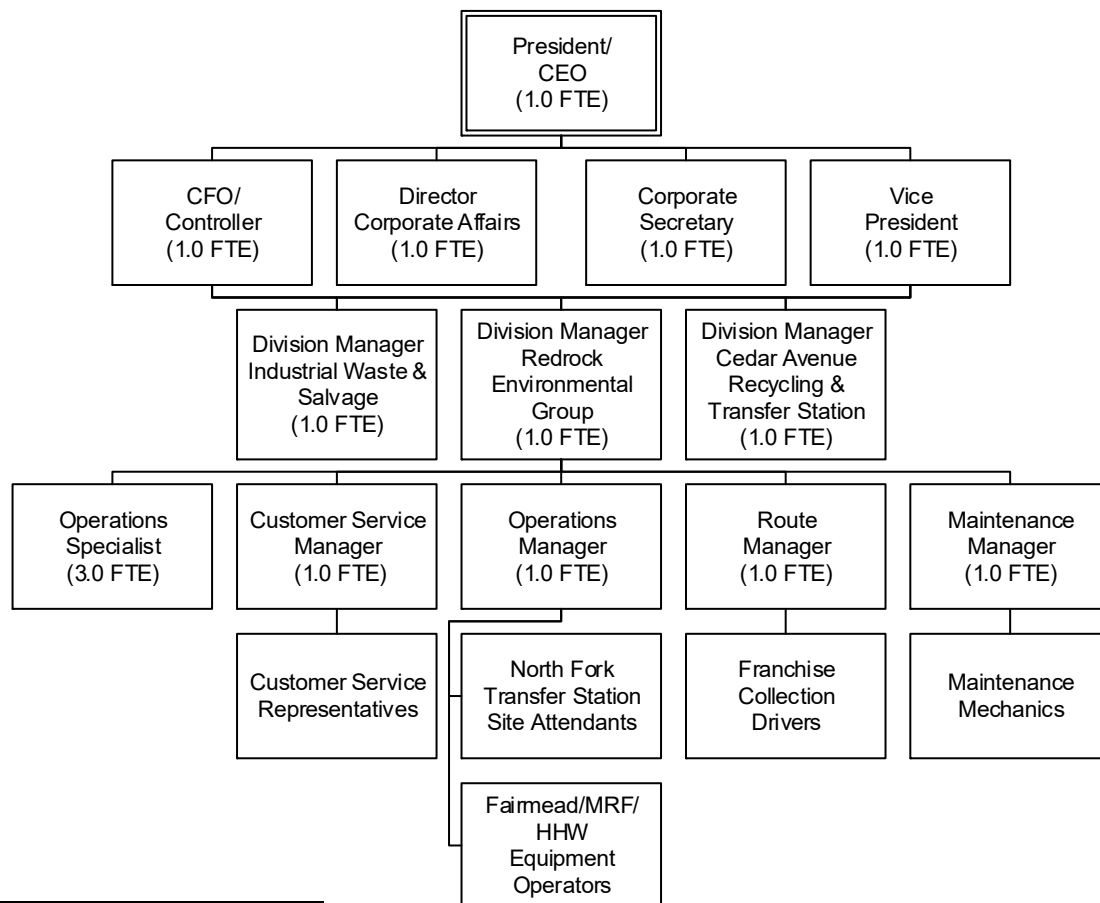 President/
CEO
(1.0 FTE)
CFO/
Controller
(1.0 FTE)
Director
Corporate Affairs
(1.0 FTE)
Corporate
Secretary
(1.0 FTE)
Vice
President
(1.0 FTE)
Division Manager
Industrial Waste &
Salvage
(1.0 FTE)
Division Manager
Redrock
Environmental
Group
(1.0 FTE)
Division Manager
Cedar Avenue
Recycling &
Transfer Station
(1.0 FTE)
Operations
Specialist
(3.0 FTE)
Customer Service
Manager
(1.0 FTE)
Operations
Manager
(1.0 FTE)
Route
Manager
(1.0 FTE)
Maintenance
Manager
(1.0 FTE)
Customer Service
Representatives
North Fork
Transfer Station
Site Attendants
Franchise
Collection
Drivers
Maintenance
Mechanics
Fairmead/MRF/
HHW
Equipment
Operators